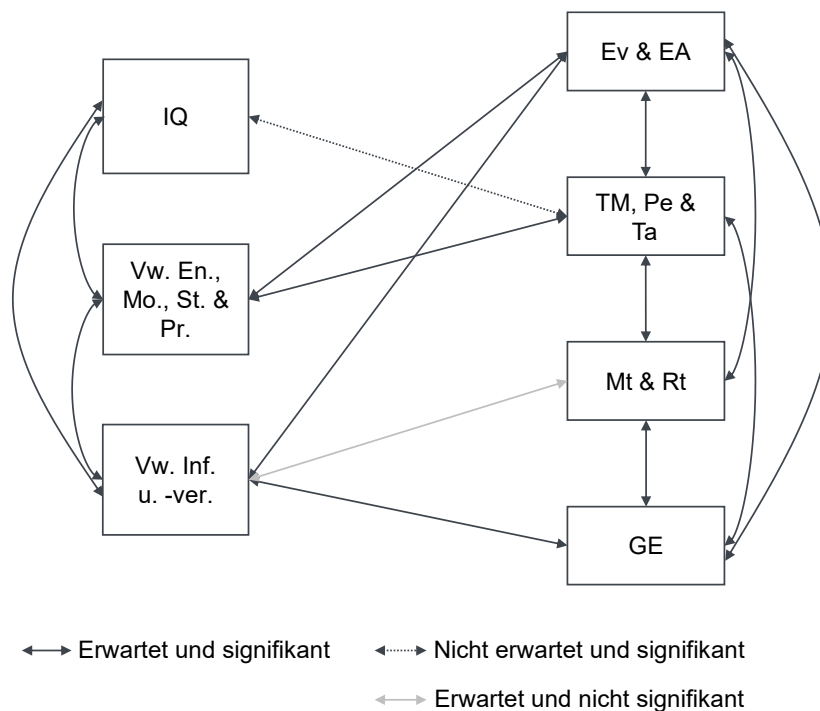 Ev & EA
IQ
TM, Pe &
Ta
Vw. En.,
Mo., St. &
Pr.
Mt & Rt
Vw. Inf.
u. -ver.
GE
Erwartet und signifikant
Nicht erwartet und signifikant
Erwartet und nicht signifikant